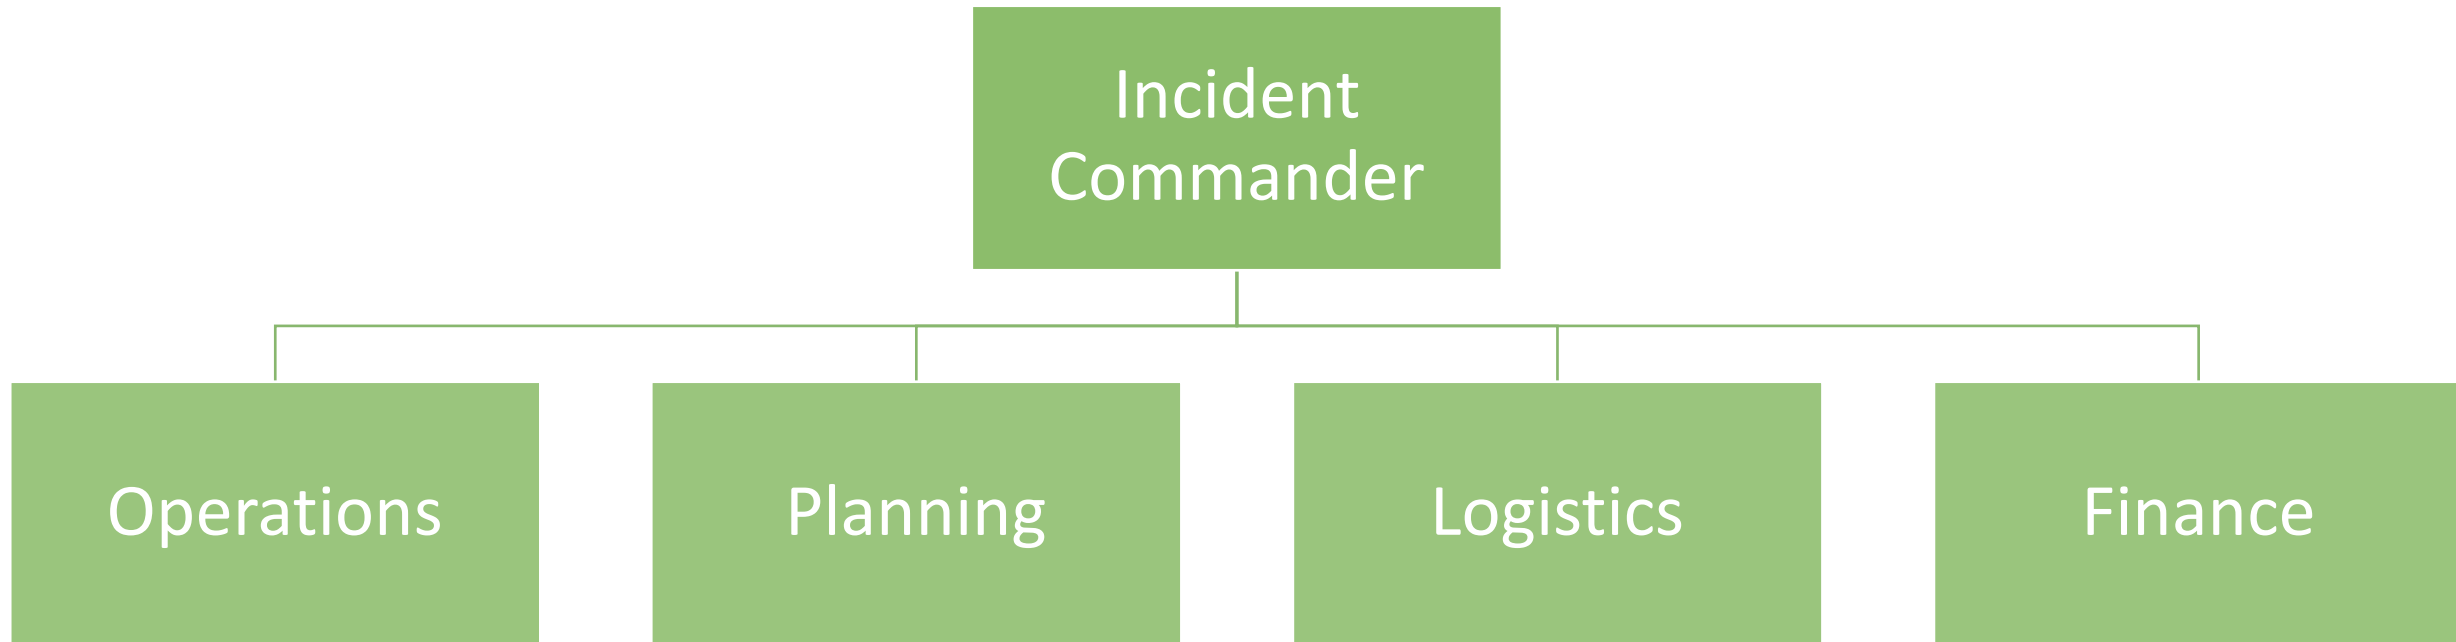 Incident
Commander
Operations
Planning
Logistics
Finance